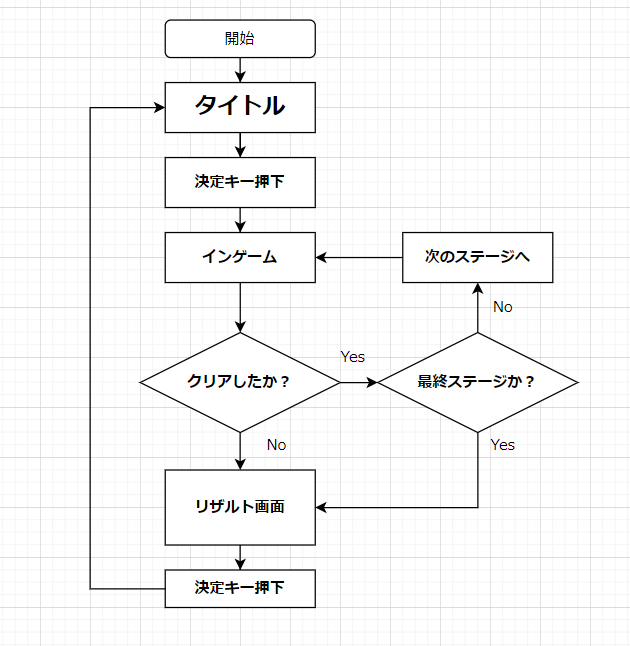 開始
タイトル
決定キー押下
インゲーム
次のステージへ
No
Yes
クリアしたか？
最終ステージか？
No
Yes
リザルト画面
決定キー押下